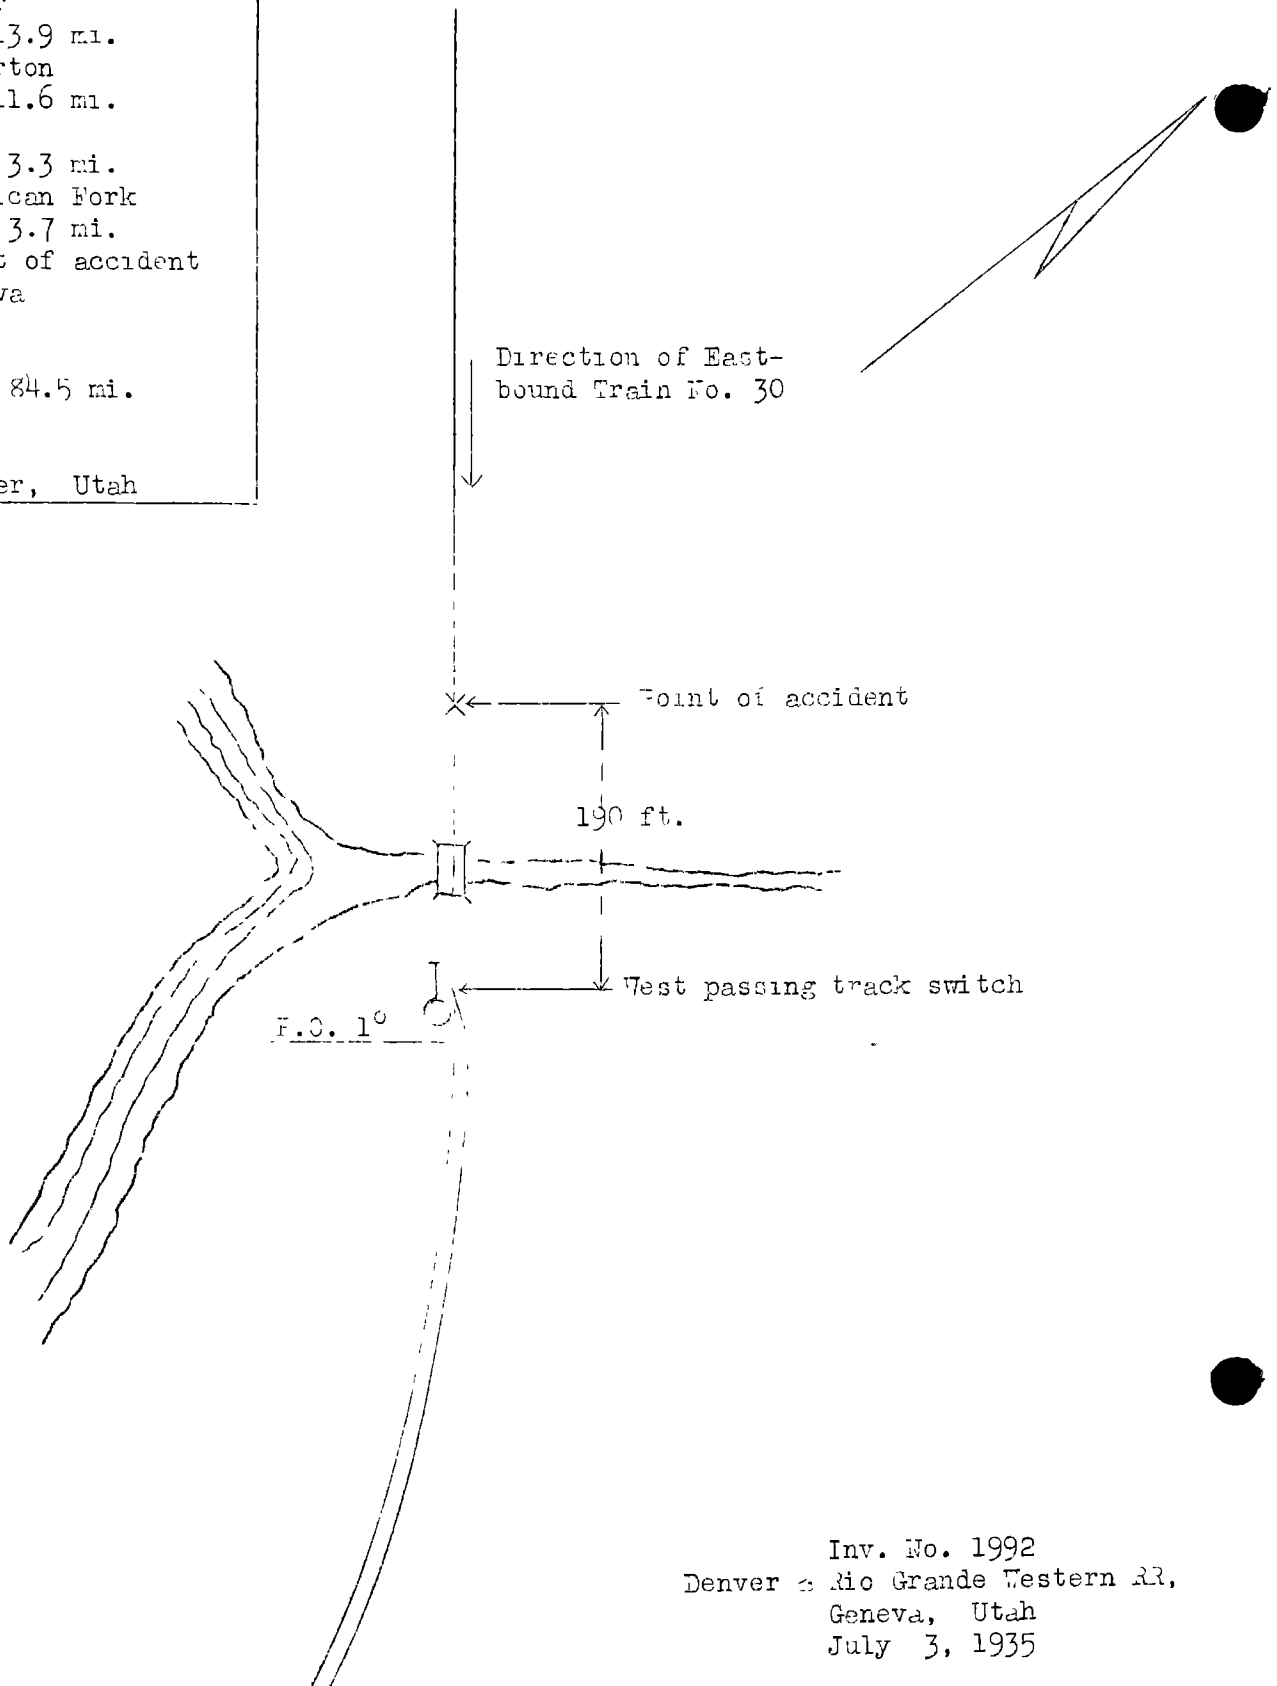 13.9 mi.
rton
11.6 mi.
3.3 mi.
ican Fork
3.7 mi.
t of accident
va
84.5 mi.
er, Utah
Direction of East-
bound Train No. 30
Point of accident
190 ft.
West passing track switch
1°
Inv. No. 1992
Denver & Rio Grande Western RR,
Geneva, Utah
July 3, 1935